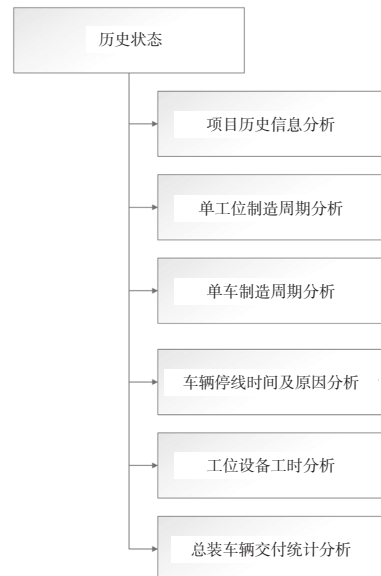 历史状态
项目历史信息分析
单工位制造周期分析
单车制造周期分析
车辆停线时间及原因分析
工位设备工时分析
总装车辆交付统计分析